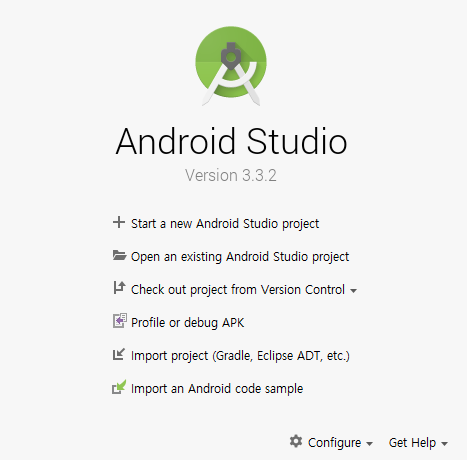 Android Studio
Version 3.3.2
Start a new Android Studio project
Open an existing Android Studio project
Check out project from Version Control
Profile or debug APK
Import project (Gradle, Eclipse ADT, etc.)
Import an Android code sample
Configure Get Help